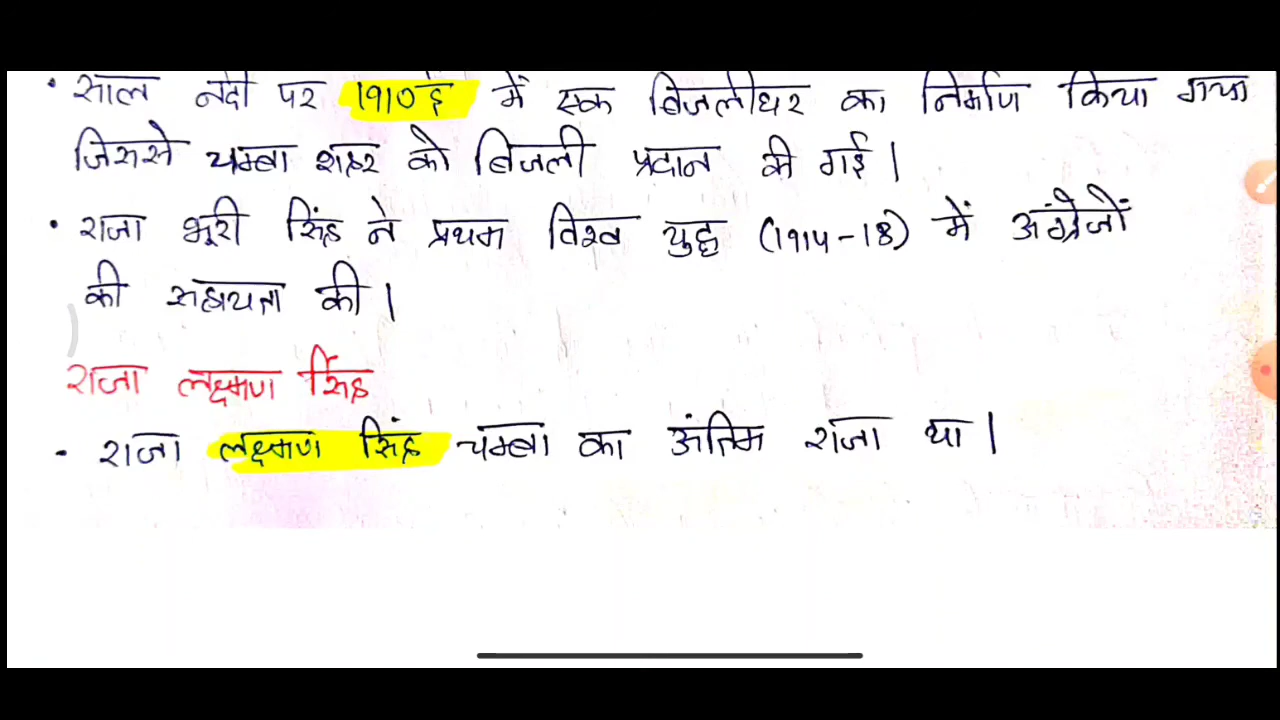 • साल नदी पर 1910ई में एक बिजलीघर का निर्माण किया गया
जिससे चम्बा शहर को बिजली प्रदान की गई।
• राजा भूरी सिंह ने प्रथम विश्व युद्ध (1914-18) में अंग्रेजों
की सहायता की।
राजा लक्ष्मण सिंह
• राजा लक्ष्मण सिंह चम्बा का अंतिम राजा था।